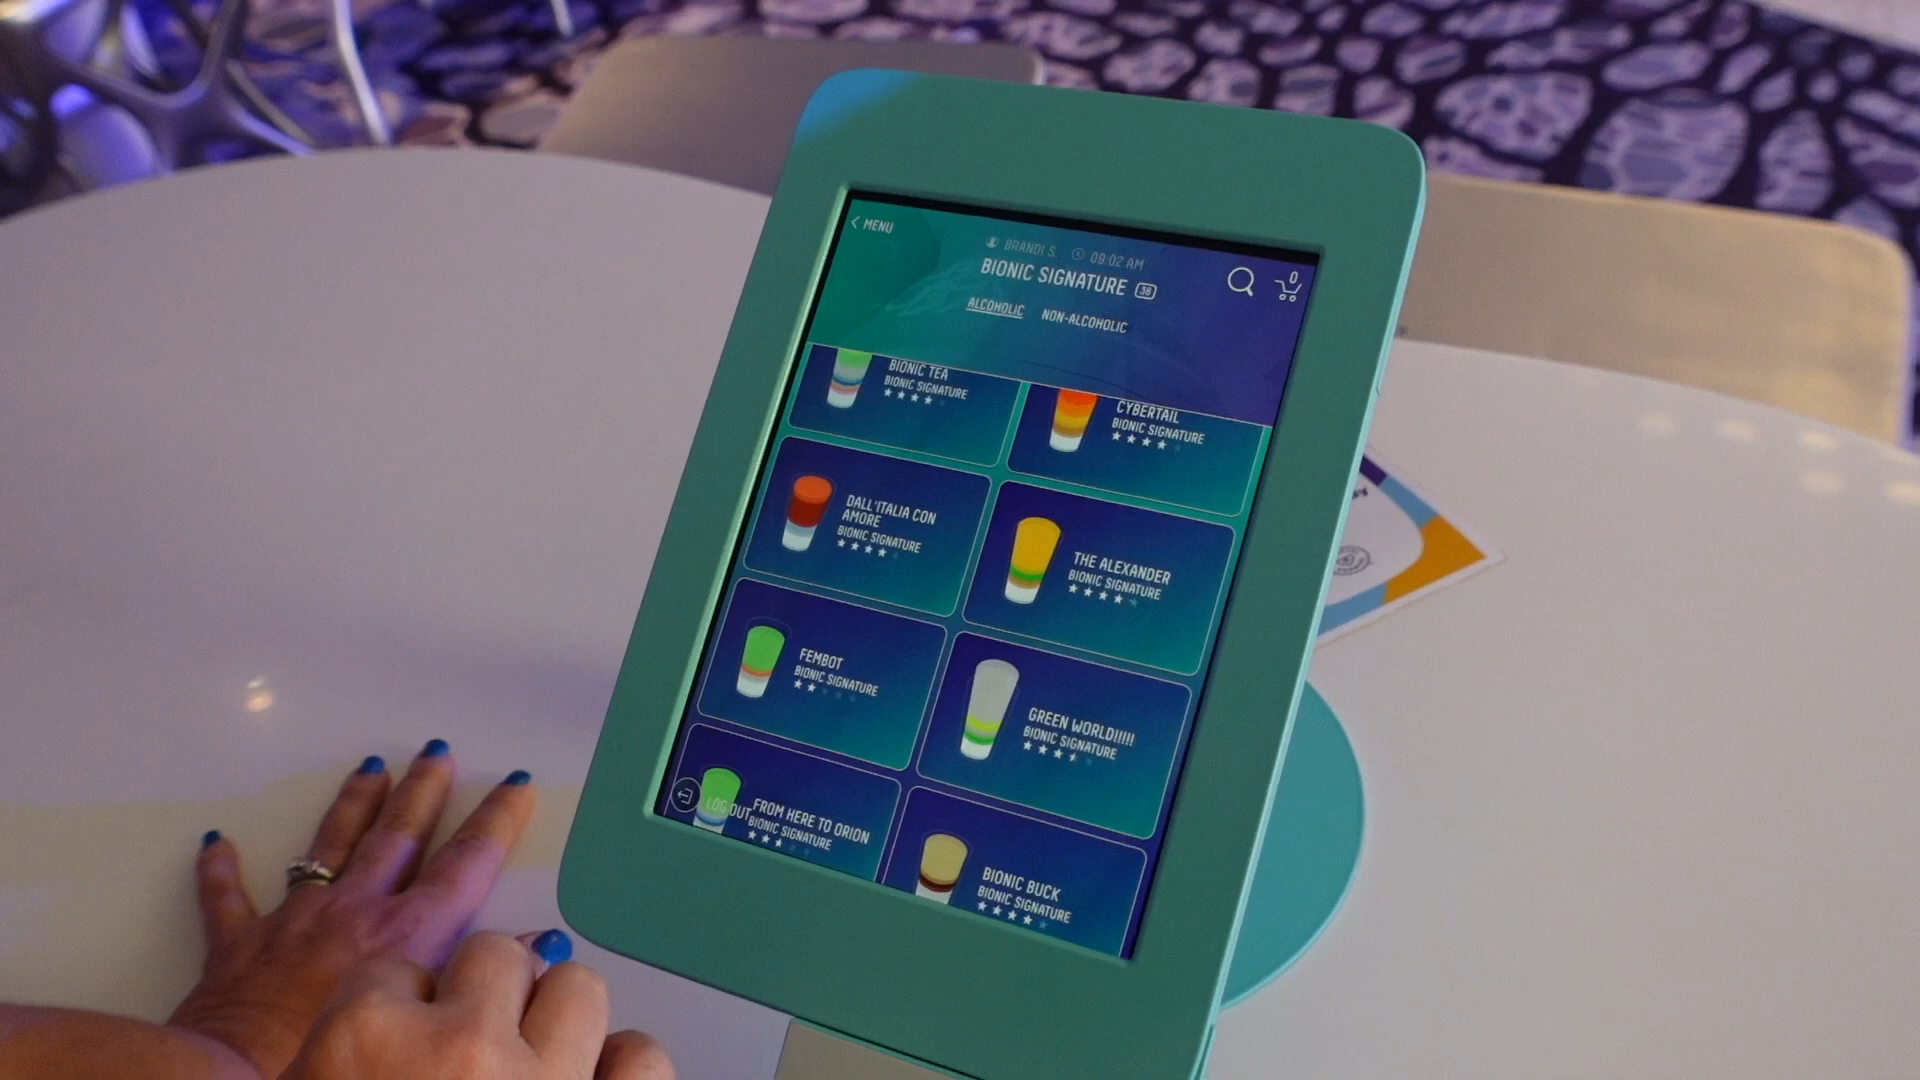 < MENU
BRANDI S. 09:02 AM
BIONIC SIGNATURE 38
0
ALCOHOLIC NON-ALCOHOLIC
BIONIC TEA
BIONIC SIGNATURE
CYBERTAIL
BIONIC SIGNATURE
DALL'ITALIA CON
AMORE
BIONIC SIGNATURE
THE ALEXANDER
BIONIC SIGNATURE
FEMBOT
BIONIC SIGNATURE
GREEN WORLD!!!!!
BIONIC SIGNATURE
LOG OUT
FROM HERE TO ORION
BIONIC SIGNATURE
BIONIC BUCK
BIONIC SIGNATURE